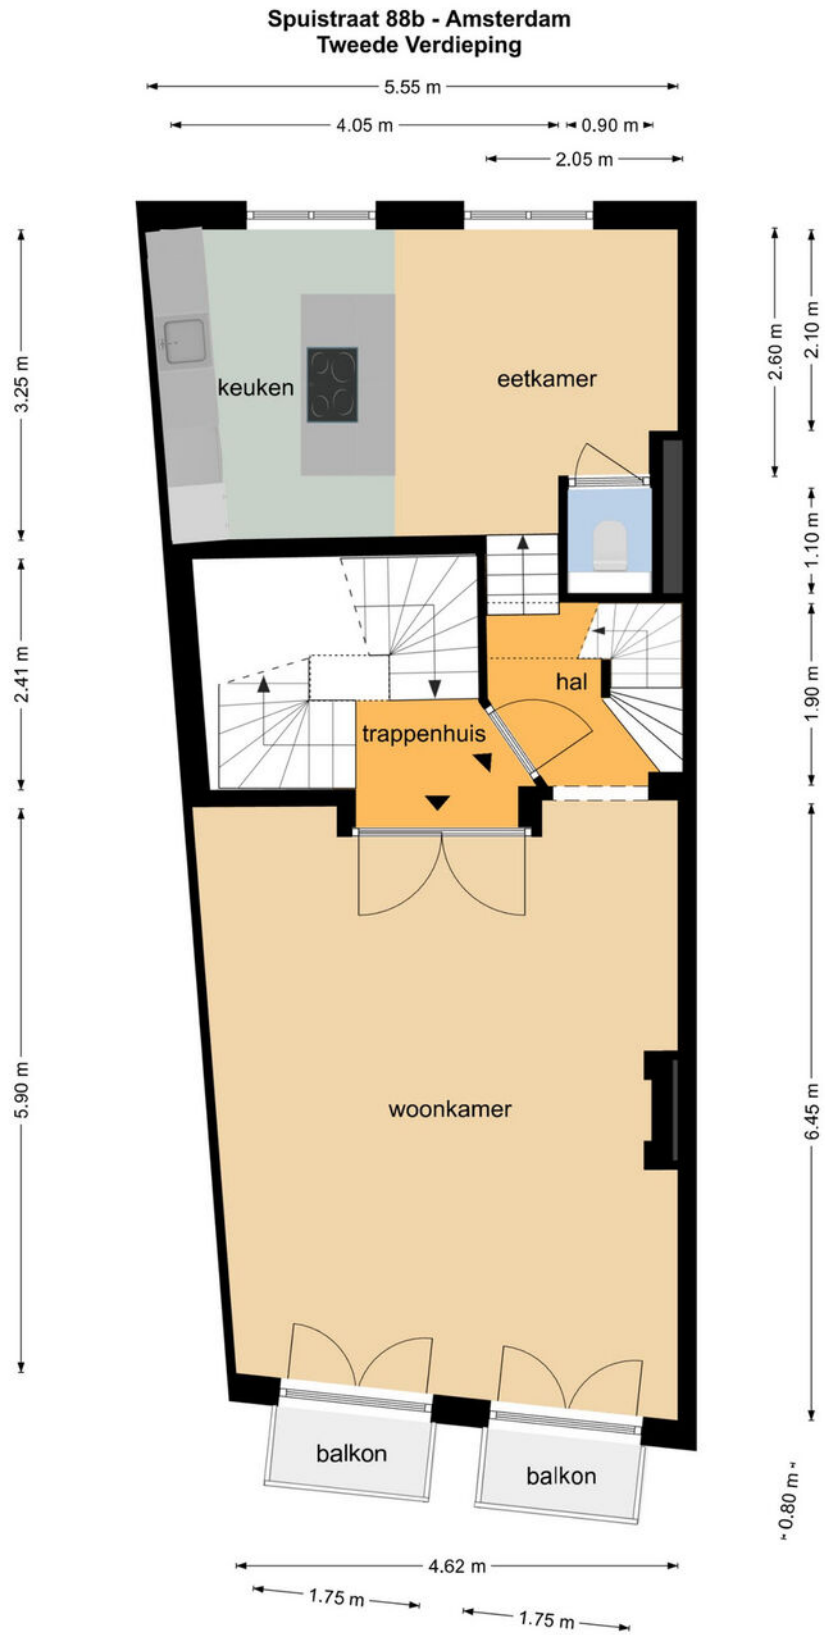 Spuistraat 88b - Amsterdam
Tweede Verdieping
5.55 m
4.05 m
0.90 m
2.05 m
3.25 m
2.60 m
2.10 m
keuken
eetkamer
1.10 m
2.41 m
hal
1.90 m
trappenhuis
5.90 m
woonkamer
6.45 m
balkon
balkon
0.80 m
4.62 m
1.75 m
1.75 m